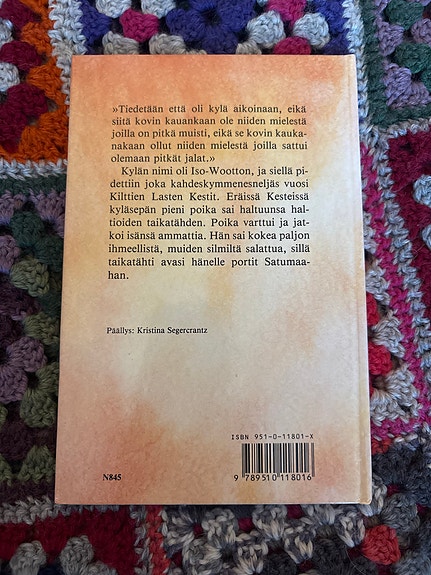 »Tiedetään että oli kylä aikoinaan, eikä
siitä kovin kauankaan ole niiden mielestä
joilla on pitkä muisti, eikä se kovin kauka-
nakaan ollut niiden mielestä joilla sattui
olemaan pitkät jalat.»
Kylän nimi oli Iso-Wootton, ja siellä pi-
dettiin joka kahdeskymmenesneljäs vuosi
Kilttien Lasten Kestit. Eräissä Kesteissä
kyläsepän pieni poika sai haltuunsa hal-
tioiden taikatähden. Poika varttui ja jat-
koi isänsä ammattia. Hän sai kokea paljon
ihmeellistä, muiden silmiltä salattua, sillä
taikatähti avasi hänelle portit Satumaa-
han.
Päällys: Kristina Segercrantz
ISBN 951-0-11801-X
N845
9 789510 118016